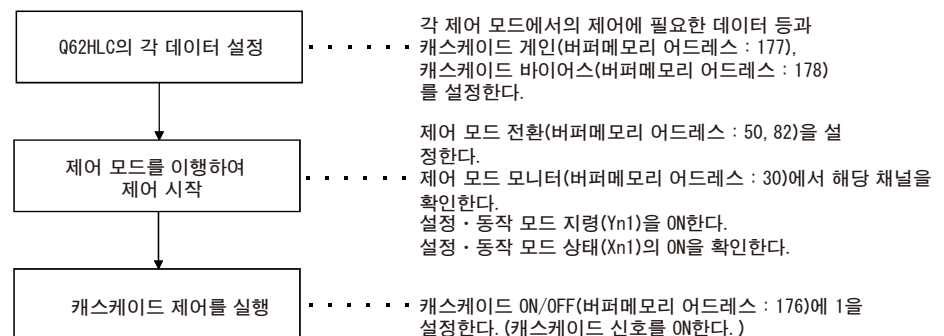 Q62HLC의 각 데이터 설정
각 제어 모드에서의 제어에 필요한 데이터 등과
캐스케이드 게인(버퍼메모리 어드레스 : 177),
캐스케이드 바이어스(버퍼메모리 어드레스 : 178)
를 설정한다.
제어 모드를 이행하여
제어 시작
제어 모드 전환(버퍼메모리 어드레스 : 50, 82)을 설
정한다.
제어 모드 모니터(버퍼메모리 어드레스 : 30)에서 해당 채널을
확인한다.
설정・동작 모드 지령(Yn1)을 ON한다.
설정・동작 모드 상태(Xn1)의 ON을 확인한다.
캐스케이드 제어를 실행
캐스케이드 ON/OFF(버퍼메모리 어드레스 : 176)에 1을
설정한다. (캐스케이드 신호를 ON한다.)